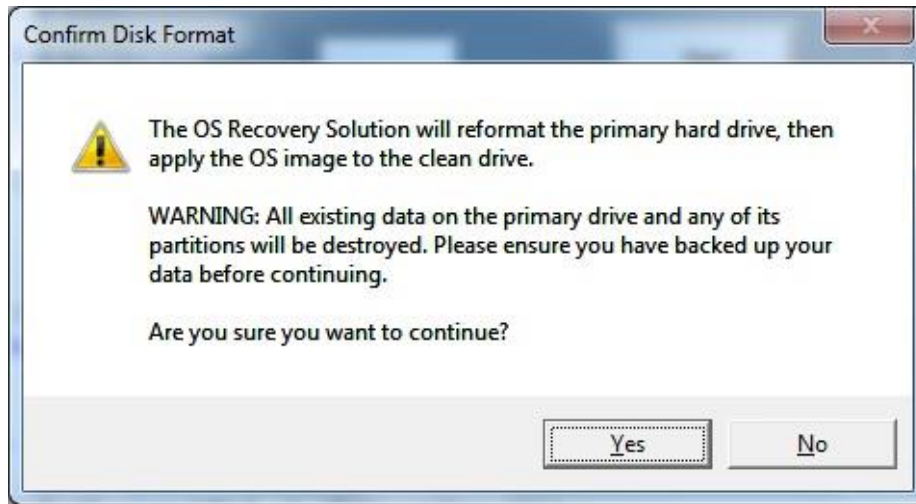 Confirm Disk Format
The OS Recovery Solution will reformat the primary hard drive, then
apply the OS image to the clean drive.
WARNING: All existing data on the primary drive and any of its
partitions will be destroyed. Please ensure you have backed up your
data before continuing.
Are you sure you want to continue?
Yes
No